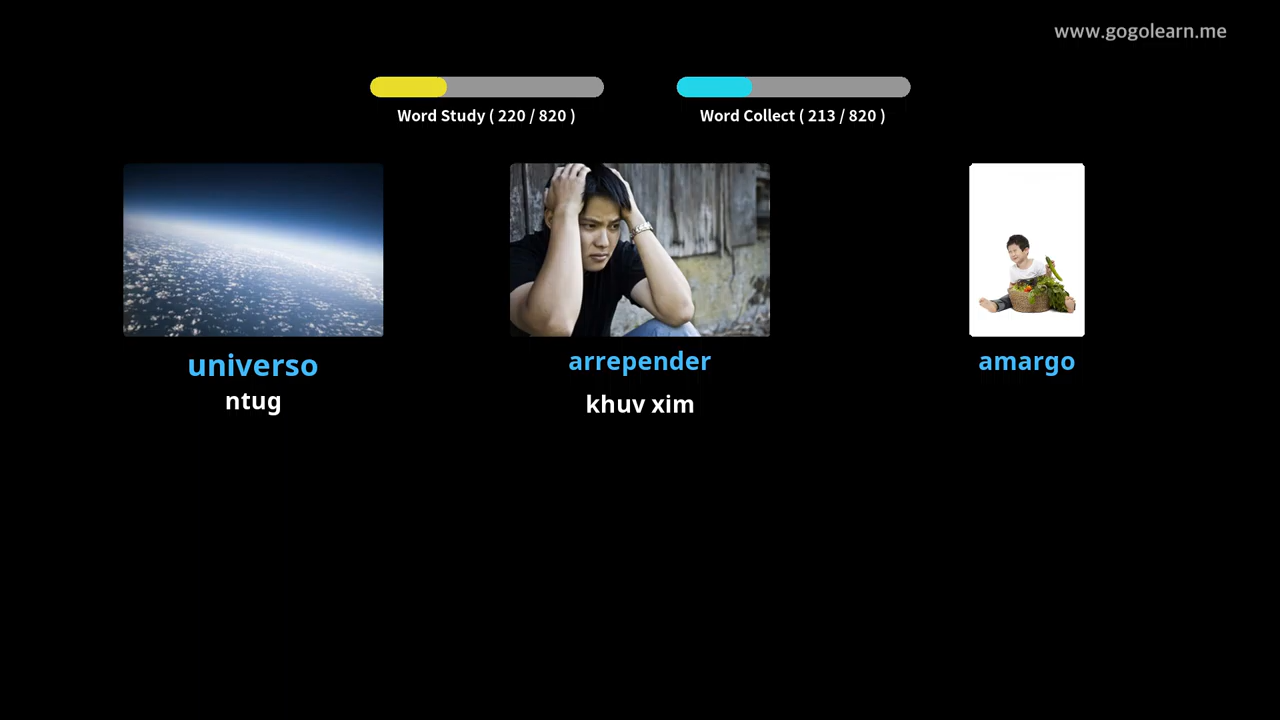 www.gogolearn.me
Word Study ( 220 / 820 )
Word Collect ( 213 / 820 )
universo
ntug
arrepender
khuv xim
amargo